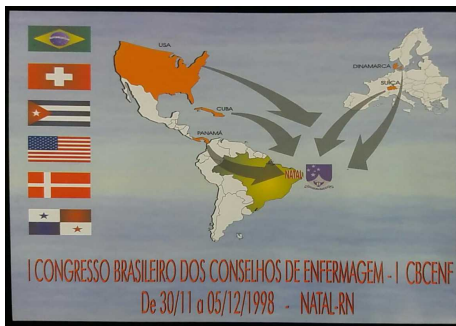 USA
DINAMARCA
SUIÇA
CUBA
PANAMÁ
NATAL
I CONGRESSO BRASILEIRO DOS CONSELHOS DE ENFERMAGEM - I CBCENF
De 30/11 a 05/12/1998 - NATAL-RN